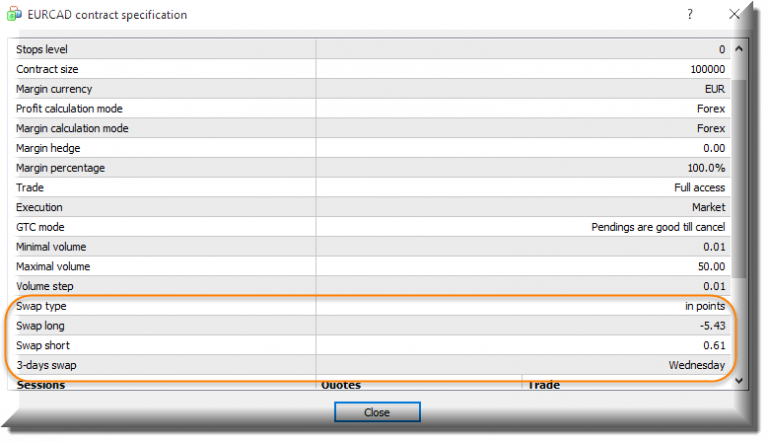 EURCAD contract specification
Stops level 0
Contract size 100000
Margin currency EUR
Profit calculation mode Forex
Margin calculation mode Forex
Margin hedge 0.00
Margin percentage 100.0%
Trade Full access
Execution Market
GTC mode Pendings are good till cancel
Minimal volume 0.01
Maximal volume 50.00
Volume step 0.01
Swap type in points
Swap long -5.43
Swap short 0.61
3-days swap Wednesday
Sessions Quotes Trade
Close